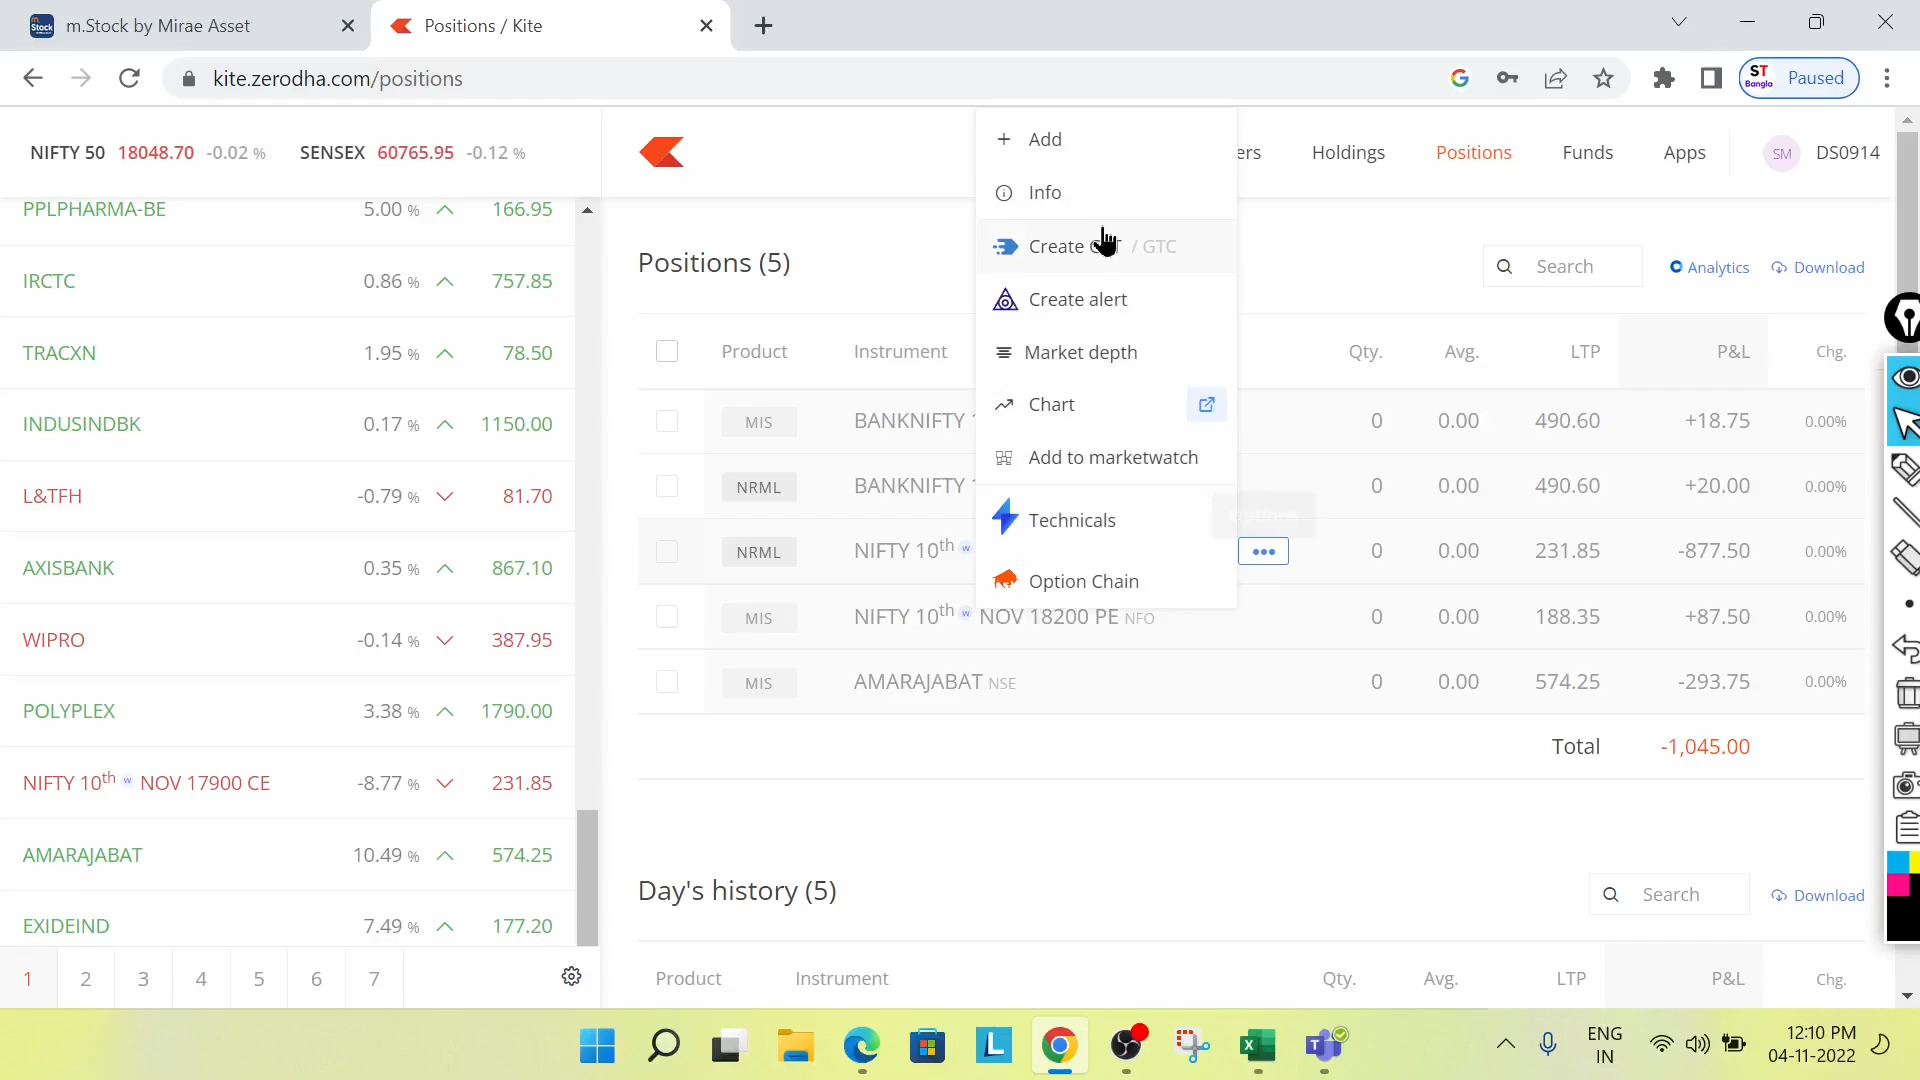 m.Stock by Mirae Asset
Positions / Kite
kite.zerodha.com/positions
ST Bangla Paused
NIFTY 50 18048.70 -0.02 % SENSEX 60765.95 -0.12 %
ers Holdings Positions Funds Apps SM DS0914
PPLPHARMA-BE 5.00 % 166.95
IRCTC 0.86 % 757.85
TRACXN 1.95 % 78.50
INDUSINDBK 0.17 % 1150.00
L&TFH -0.79 % 81.70
AXISBANK 0.35 % 867.10
WIPRO -0.14 % 387.95
POLYPLEX 3.38 % 1790.00
NIFTY 10th w NOV 17900 CE -8.77 % 231.85
AMARAJABAT 10.49 % 574.25
EXIDEIND 7.49 % 177.20
1 2 3 4 5 6 7
+ Add
Info
Create / GTC
Create alert
Market depth
Chart
Add to marketwatch
Technicals
Option Chain
Positions (5) Search Analytics Download
Product Instrument Qty. Avg. LTP P&L Chg.
MIS BANKNIFTY 0 0.00 490.60 +18.75 0.00%
NRML BANKNIFTY 0 0.00 490.60 +20.00 0.00%
NRML NIFTY 10th w 0 0.00 231.85 -877.50 0.00%
MIS NIFTY 10th w NOV 18200 PE NFO 0 0.00 188.35 +87.50 0.00%
MIS AMARAJABAT NSE 0 0.00 574.25 -293.75 0.00%
Total -1,045.00
Day's history (5) Search Download
Product Instrument Qty. Avg. LTP P&L Chg.
ENG
IN
12:10 PM
04-11-2022